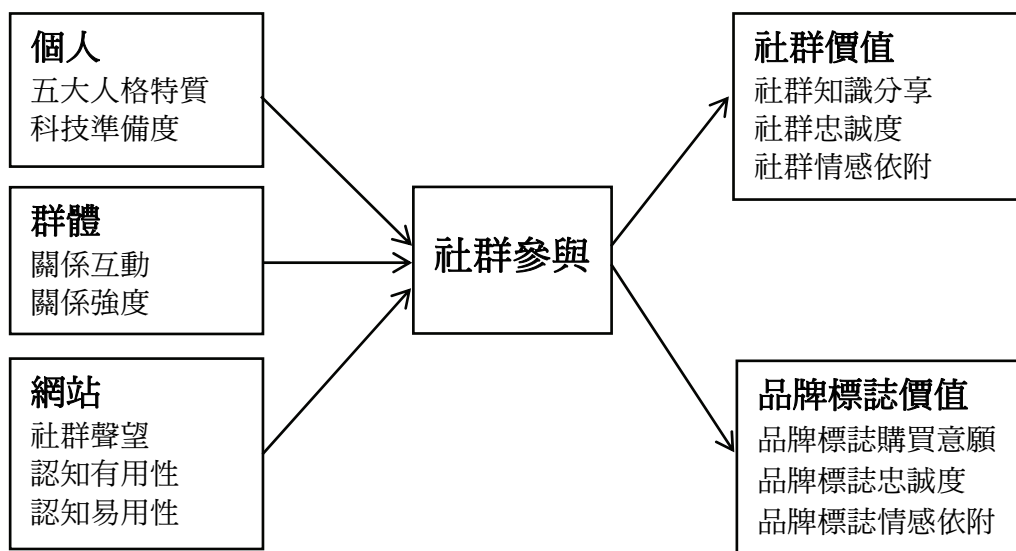 個人
五大人格特質
科技準備度
群體
關係互動
關係強度
網站
社群聲望
認知有用性
認知易用性
社群參與
社群價值
社群知識分享
社群忠誠度
社群情感依附
品牌標誌價值
品牌標誌購買意願
品牌標誌忠誠度
品牌標誌情感依附